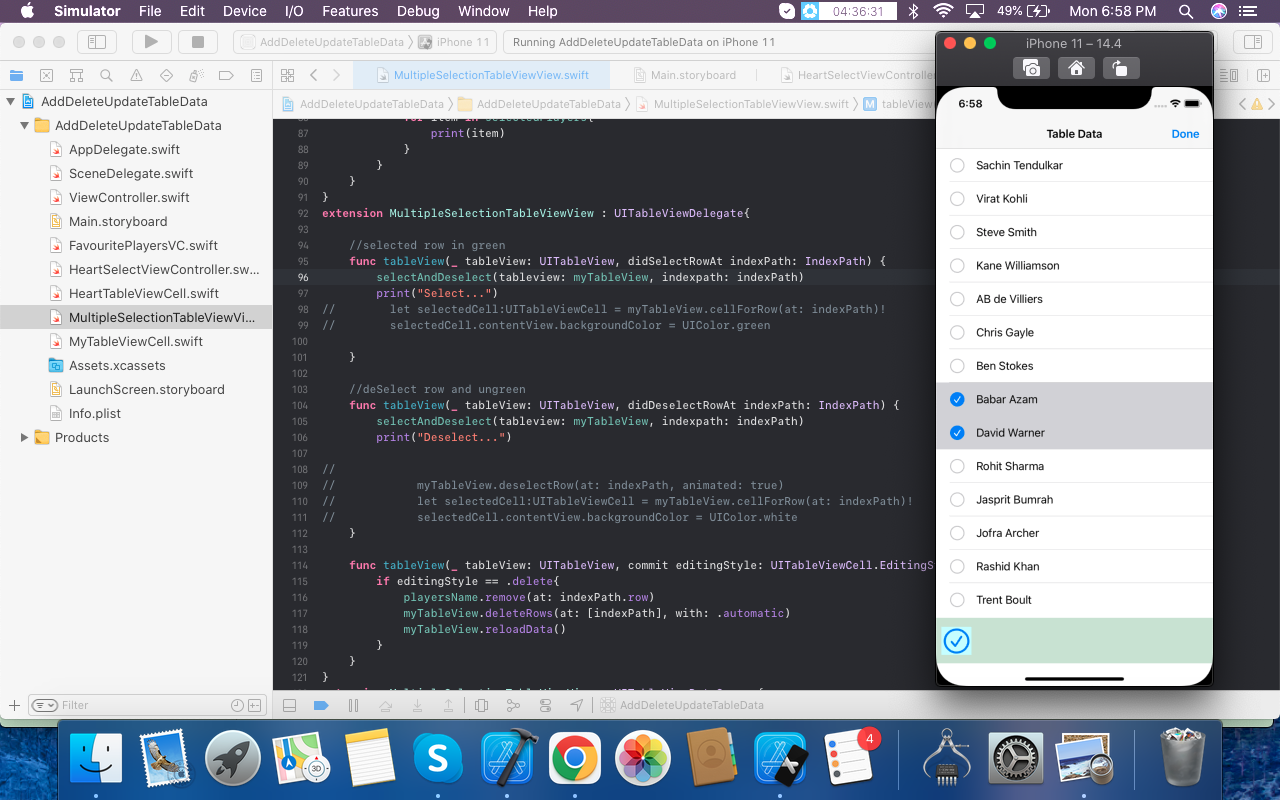 Simulator File Edit Device I/O Features Debug Window Help 04:36:31 49% Mon 6:58 PM
AddDeleteUpdateTableData iPhone 11 Running AddDeleteUpdateTableData on iPhone 11
MultipleSelectionTableViewView.swift Main.storyboard HeartSelectViewController
AddDeleteUpdateTableData AddDeleteUpdateTableData MultipleSelectionTableViewView.swift M tableView
AddDeleteUpdateTableData
AddDeleteUpdateTableData
AppDelegate.swift
SceneDelegate.swift
ViewController.swift
Main.storyboard
FavouritePlayersVC.swift
HeartSelectViewController.sw...
HeartTableViewCell.swift
MultipleSelectionTableViewVi...
MyTableViewCell.swift
Assets.xcassets
LaunchScreen.storyboard
Info.plist
Products
Filter
86 for item in selectedPlayers{
87 print(item)
88 }
89 }
90 }
91 }
92 extension MultipleSelectionTableViewView : UITableViewDelegate{
93
94 //selected row in green
95 func tableView(_ tableView: UITableView, didSelectRowAt indexPath: IndexPath) {
96 selectAndDeselect(tableview: myTableView, indexpath: indexPath)
97 print("Select...")
98 // let selectedCell:UITableViewCell = myTableView.cellForRow(at: indexPath)!
99 // selectedCell.contentView.backgroundColor = UIColor.green
100
101 }
102
103 //deSelect row and ungreen
104 func tableView(_ tableView: UITableView, didDeselectRowAt indexPath: IndexPath) {
105 selectAndDeselect(tableview: myTableView, indexpath: indexPath)
106 print("Deselect...")
107
108 //
109 // myTableView.deselectRow(at: indexPath, animated: true)
110 // let selectedCell:UITableViewCell = myTableView.cellForRow(at: indexPath)!
111 // selectedCell.contentView.backgroundColor = UIColor.white
112 }
113
114 func tableView(_ tableView: UITableView, commit editingStyle: UITableViewCell.EditingS
115 if editingStyle == .delete{
116 playersName.remove(at: indexPath.row)
117 myTableView.deleteRows(at: [indexPath], with: .automatic)
118 myTableView.reloadData()
119 }
120 }
121 }
AddDeleteUpdateTableData
iPhone 11 – 14.4
6:58
Table Data Done
Sachin Tendulkar
Virat Kohli
Steve Smith
Kane Williamson
AB de Villiers
Chris Gayle
Ben Stokes
Babar Azam
David Warner
Rohit Sharma
Jasprit Bumrah
Jofra Archer
Rashid Khan
Trent Boult
3D
4